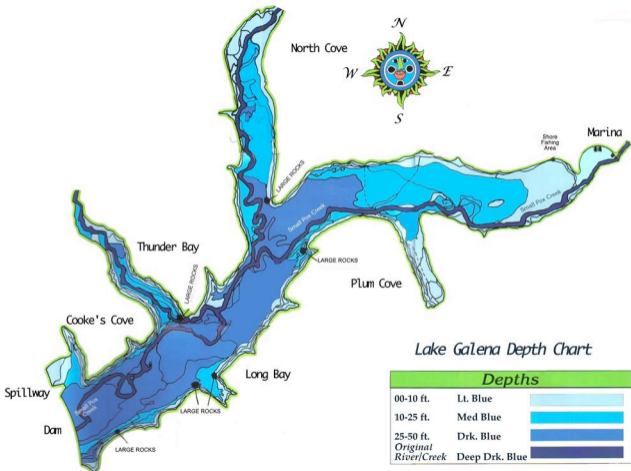 N
North Cove
W
E
S
Marina
Shore
Fishing
Area
LARGE ROCKS
Small Pox Creek
Small Pox Creek
Thunder Bay
LARGE ROCKS
LARGE ROCKS
Plum Cove
Cooke's Cove
Lake Galena Depth Chart
Long Bay
Depths
Spillway
00-10 ft. Lt. Blue
Small Pox
Creek
LARGE ROCKS
10-25 ft. Med Blue
Dam
25-50 ft. Drk. Blue
LARGE ROCKS
Original
River/Creek Deep Drk. Blue